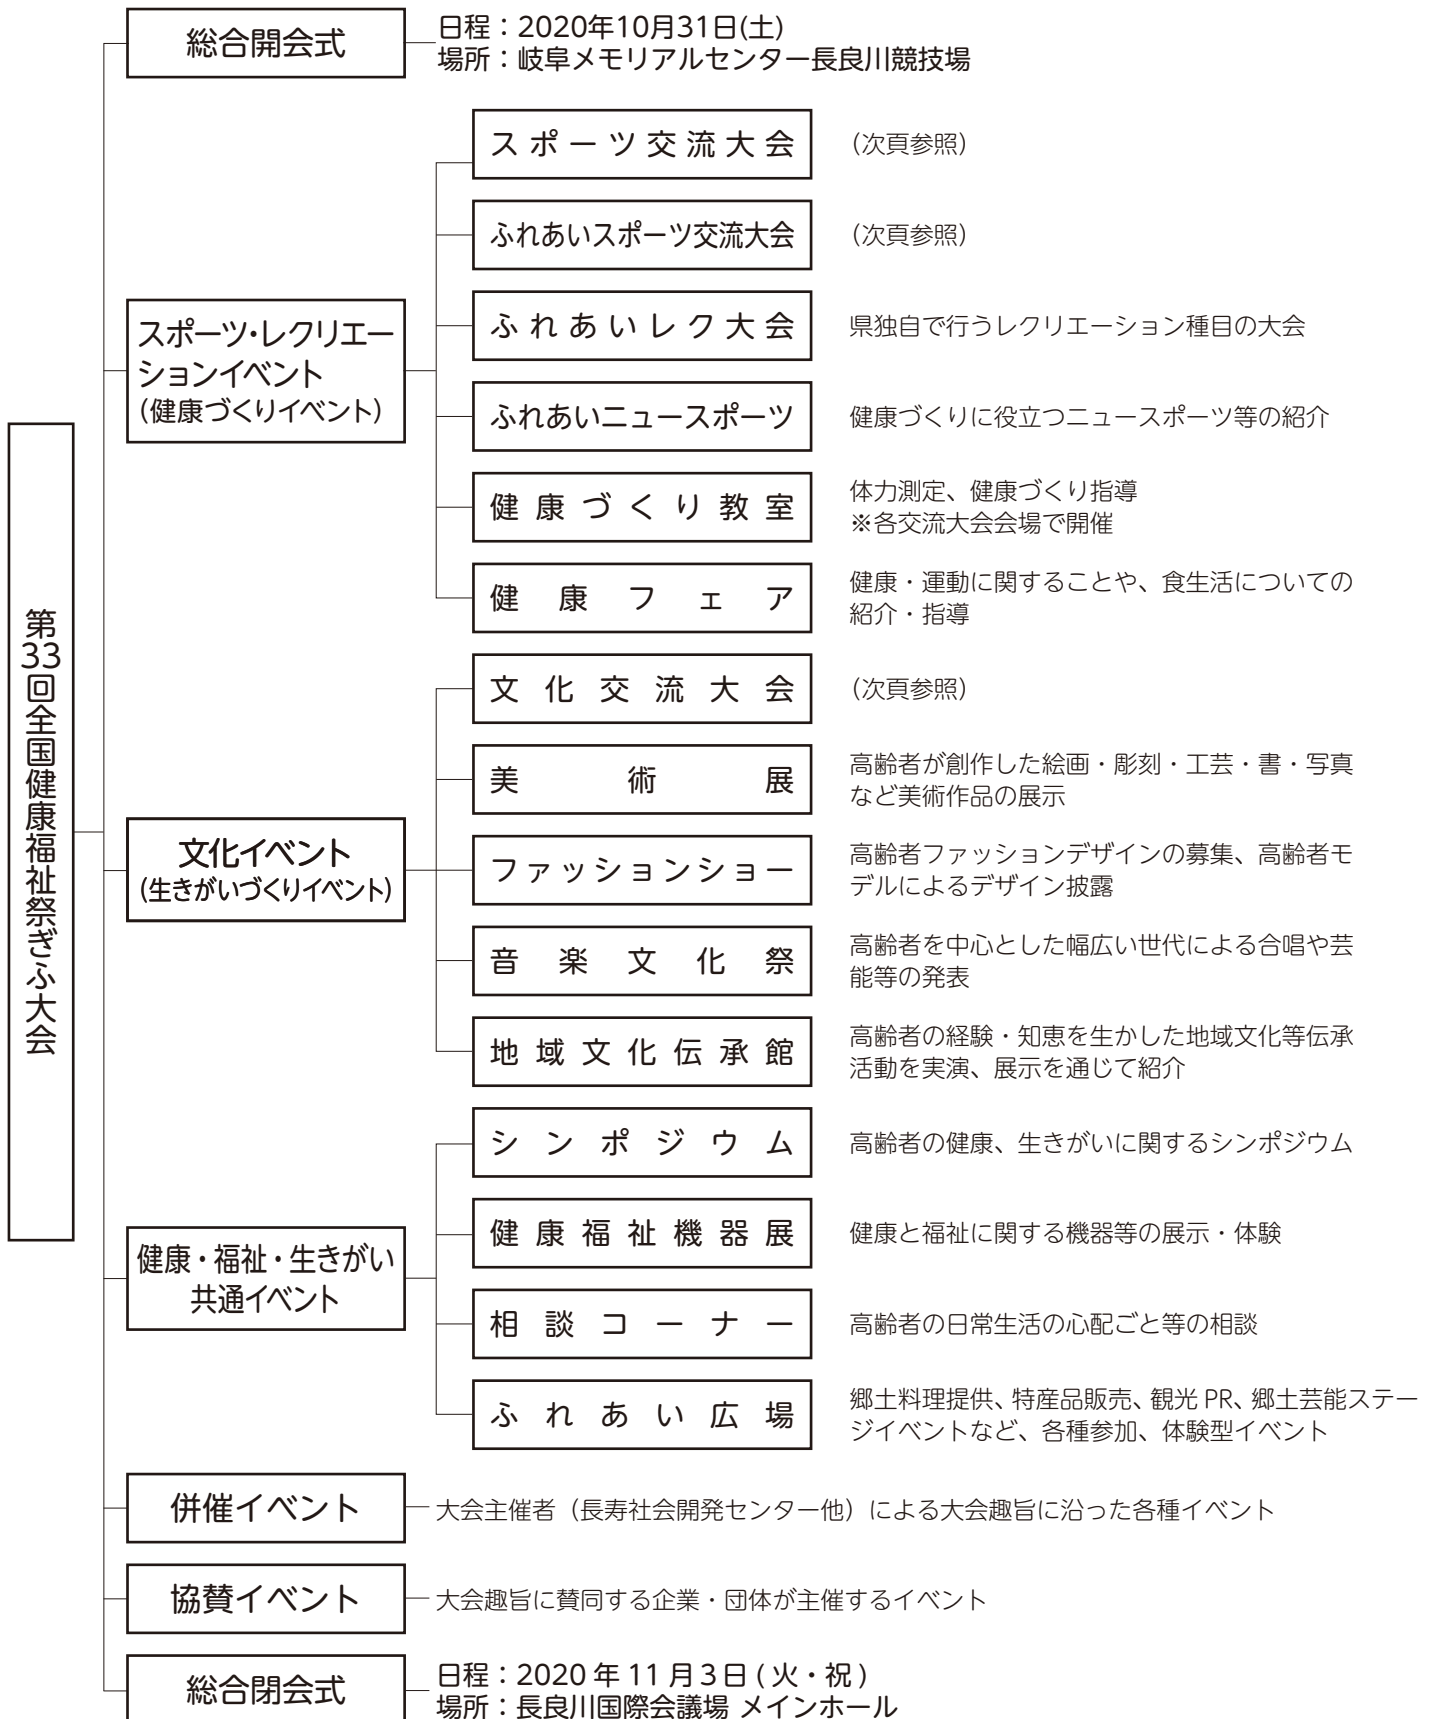 第33回全国健康福祉祭ぎふ大会
総合開会式
日程：2020年10月31日(土)
場所：岐阜メモリアルセンター長良川競技場
スポーツ・レクリエー
ションイベント
（健康づくりイベント）
スポーツ交流大会
（次頁参照）
ふれあいスポーツ交流大会
（次頁参照）
ふれあいレク大会
県独自で行うレクリエーション種目の大会
ふれあいニュースポーツ
健康づくりに役立つニュースポーツ等の紹介
健康づくり教室
体力測定、健康づくり指導
※各交流大会会場で開催
健康フェア
健康・運動に関することや、食生活についての
紹介・指導
文化イベント
（生きがいづくりイベント）
文化交流大会
（次頁参照）
美術展
高齢者が創作した絵画・彫刻・工芸・書・写真
など美術作品の展示
ファッションショー
高齢者ファッションデザインの募集、高齢者モ
デルによるデザイン披露
音楽文化祭
高齢者を中心とした幅広い世代による合唱や芸
能等の発表
地域文化伝承館
高齢者の経験・知恵を生かした地域文化等伝承
活動を実演、展示を通じて紹介
健康・福祉・生きがい
共通イベント
シンポジウム
高齢者の健康、生きがいに関するシンポジウム
健康福祉機器展
健康と福祉に関する機器等の展示・体験
相談コーナー
高齢者の日常生活の心配ごと等の相談
ふれあい広場
郷土料理提供、特産品販売、観光 PR、郷土芸能ステー
ジイベントなど、各種参加、体験型イベント
併催イベント
大会主催者（長寿社会開発センター他）による大会趣旨に沿った各種イベント
協賛イベント
大会趣旨に賛同する企業・団体が主催するイベント
総合閉会式
日程：2020 年 11 月３日 ( 火・祝 )
場所：長良川国際会議場 メインホール